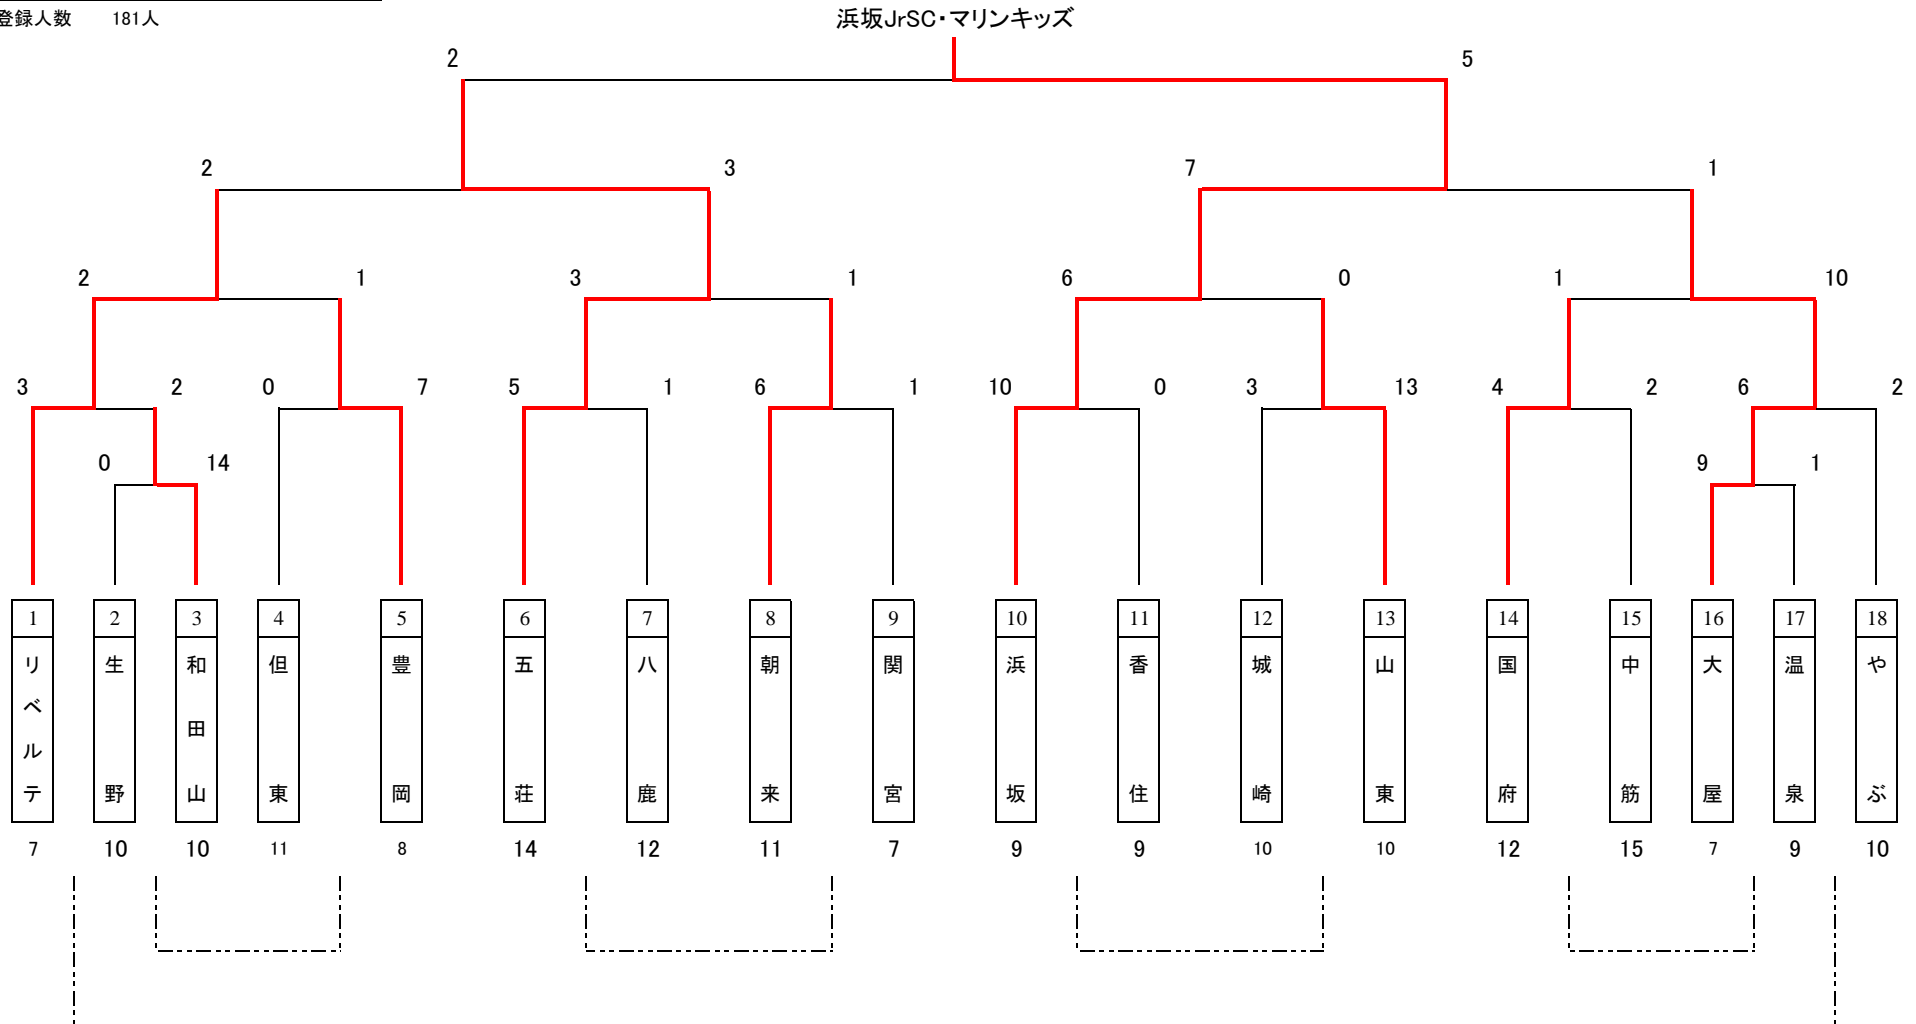 登録人数 181人
浜坂JrSC・マリンキッズ
2 5
2 3 7 1
2 1 3 1 6 0 1 10
3 2 0 7 5 1 6 1 10 0 3 13 4 2 6 2
0 14 9 1
1 2 3 4 5 6 7 8 9 10 11 12 13 14 15 16 17 18
リベルテ
生野
和田山
但東
豊岡
五荘
八鹿
朝来
関宮
浜坂
香住
城崎
山東
国府
中筋
大屋
温泉
やぶ
7 10 10 11 8 14 12 11 7 9 9 10 10 12 15 7 9 10